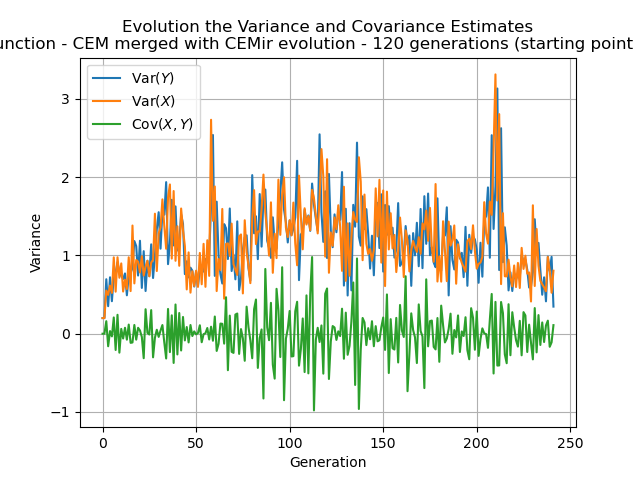 Evolution the Variance and Covariance Estimates
unction - CEM merged with CEMir evolution - 120 generations (starting point
Var(Y)
Var(X)
Cov(X, Y)
Variance
3
2
1
0
−1
0 50 100 150 200 250
Generation